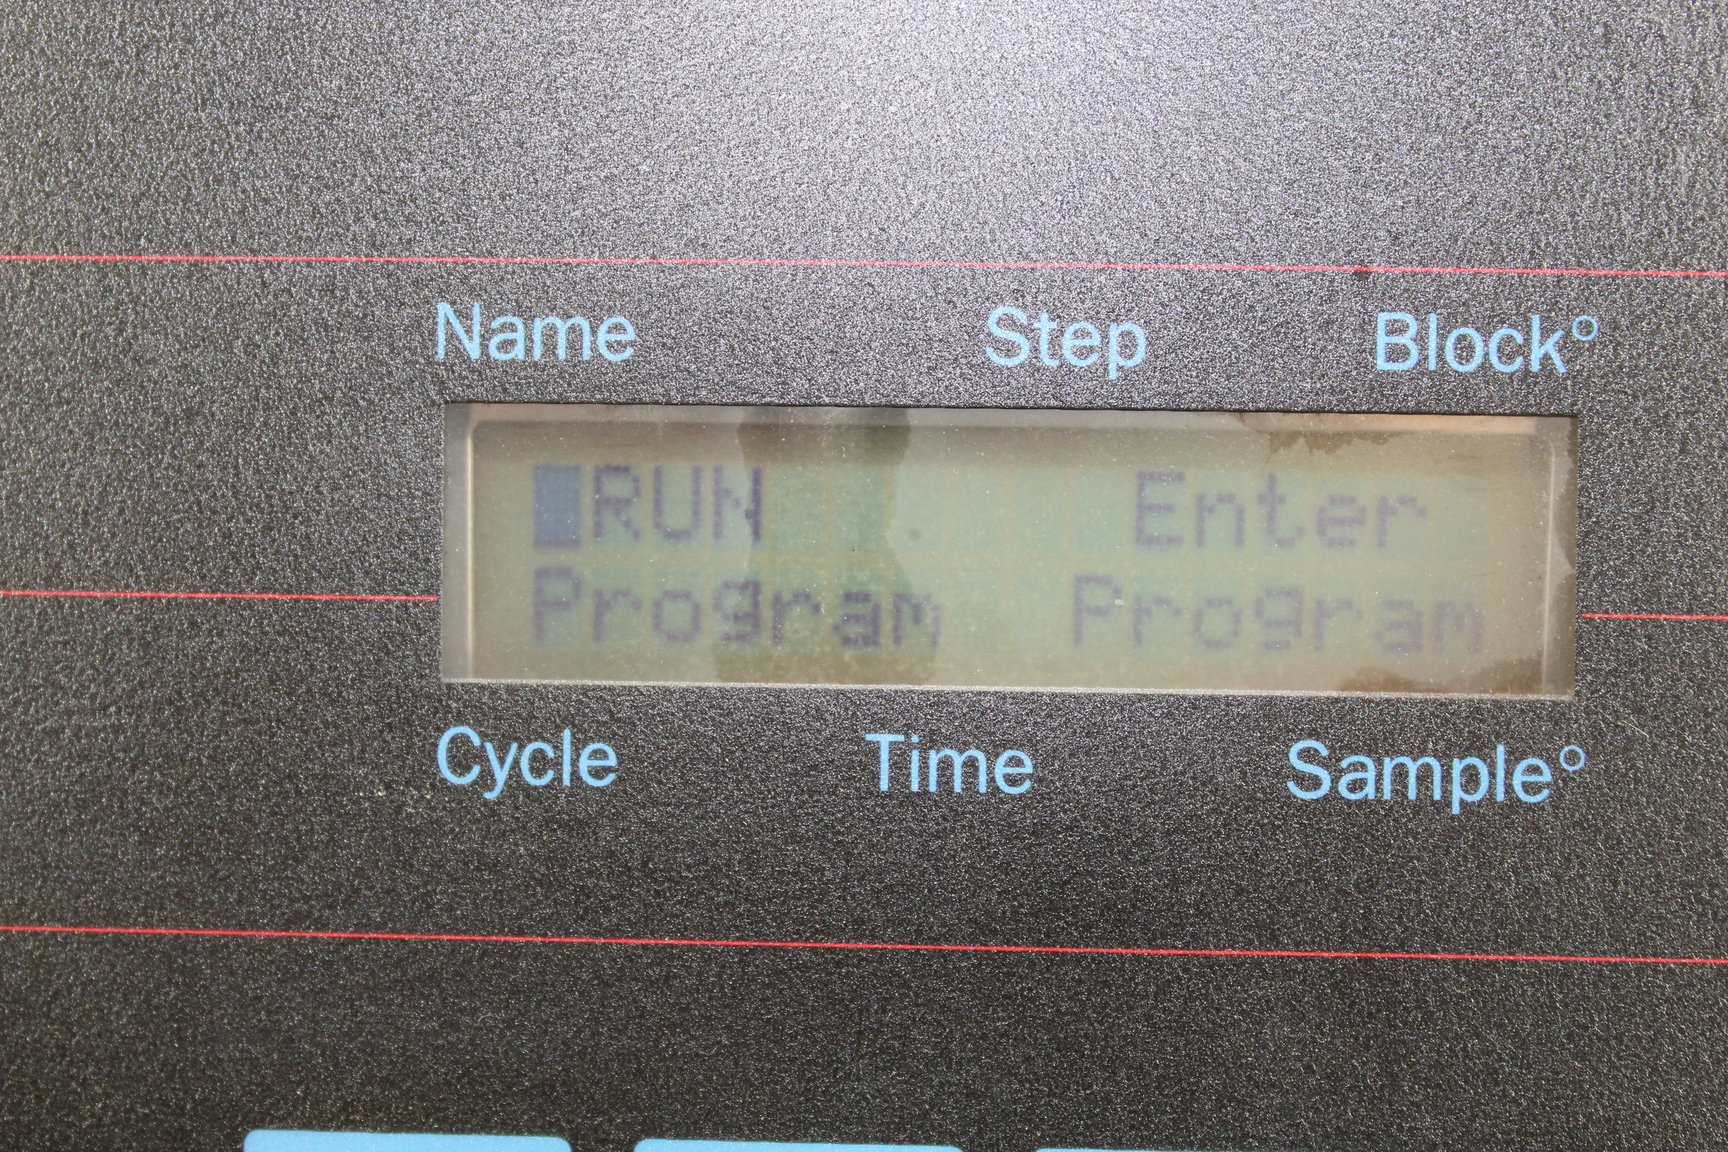 Name Step Block°
RUN Enter
Program Program
Cycle Time Sample°